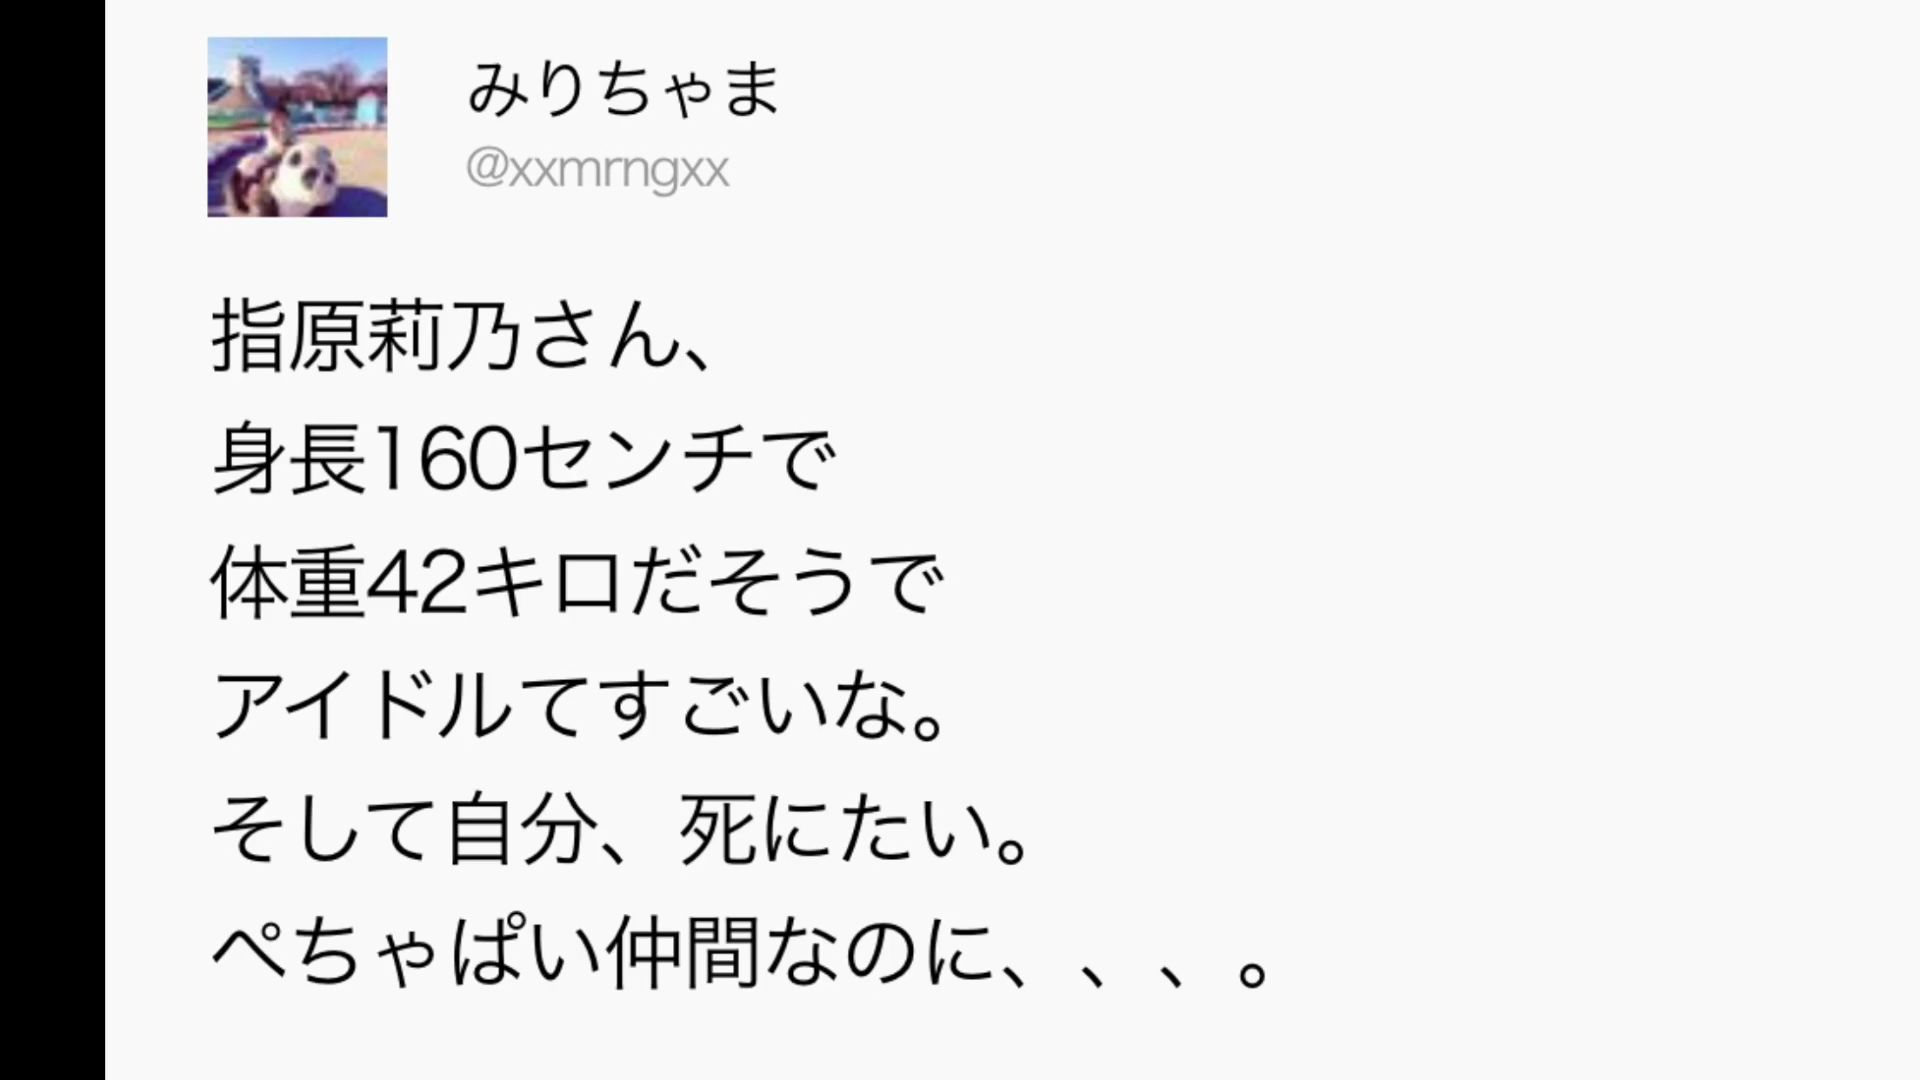 みりちゃま
@xxmrngxx
指原莉乃さん、
身長160センチで
体重42キロだそうで
アイドルてすごいな。
そして自分、死にたい。
ぺちゃぱい仲間なのに、、、。